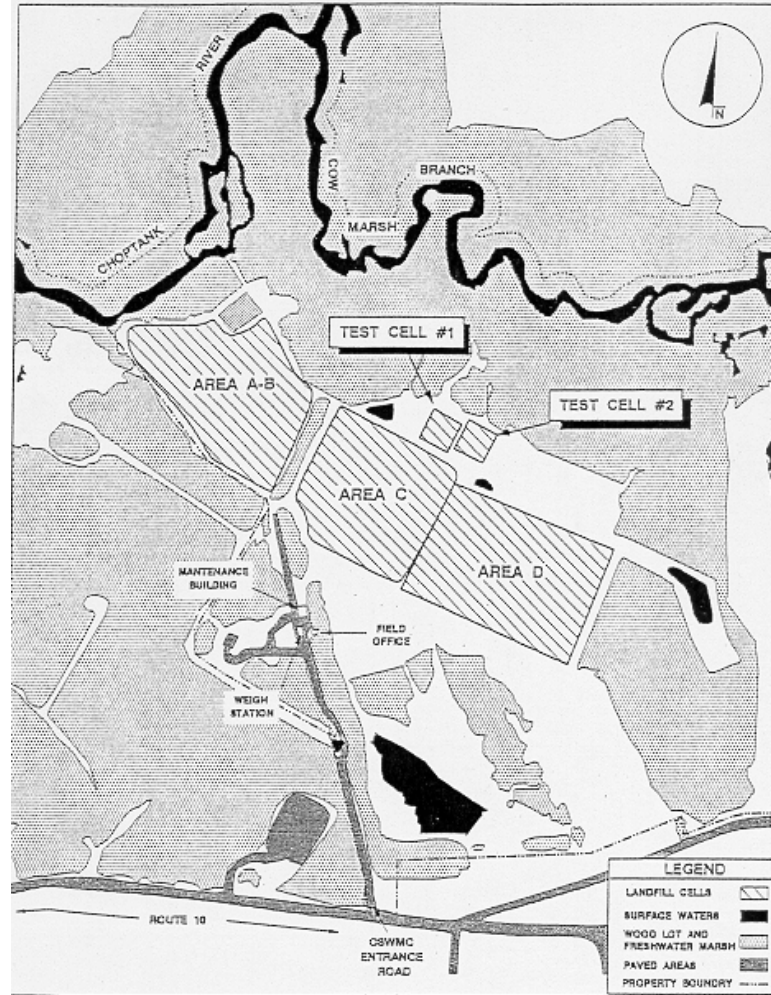 RIVER
N
COW
BRANCH
MARSH
CHOPTANK
TEST CELL #1
TEST CELL #2
AREA A-B
AREA C
AREA D
MANTENANCE
BUILDING
FIELD
OFFICE
WEIGH
STATION
ROUTE 10
CSWMC
ENTRANCE
ROAD
LEGEND
LANDFILL CELLS
SURFACE WATERS
WOOD LOT AND
FRESHWATER MARSH
PAVED AREAS
PROPERTY BOUNDRY